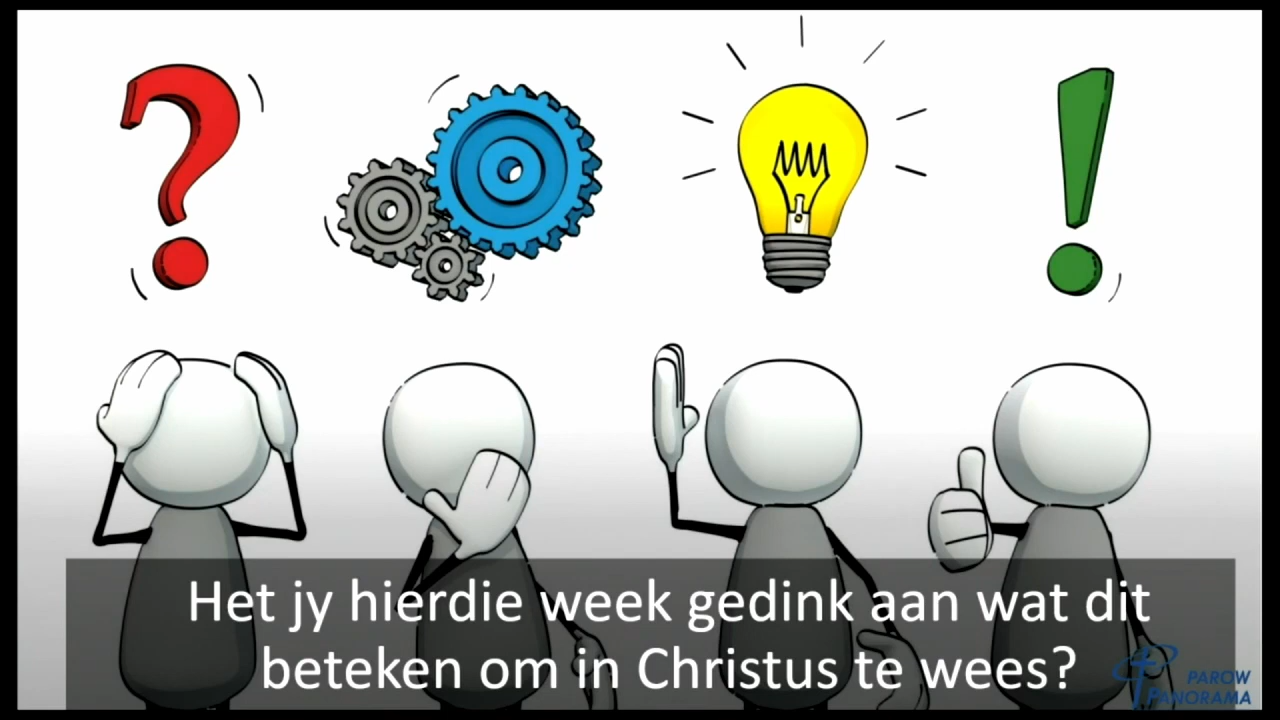 Het jy hierdie week gedink aan wat dit
beteken om in Christus te wees?
PAROW
PANORAMA